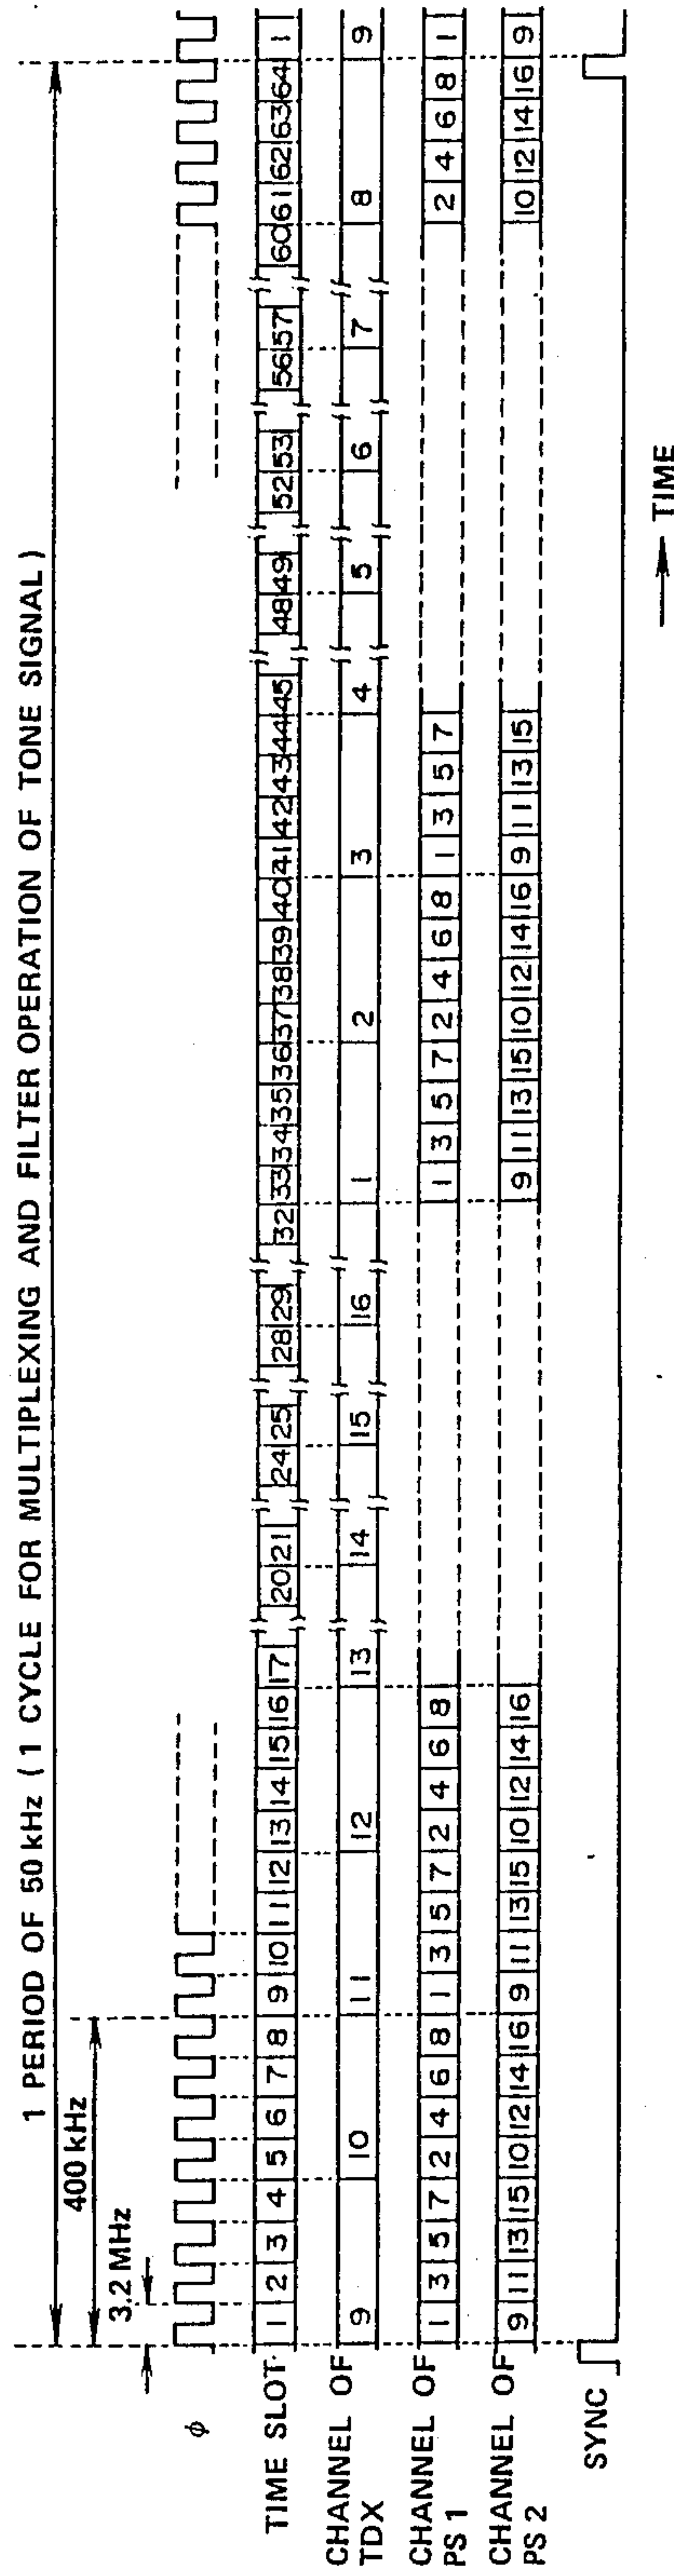 1 PERIOD OF 50 kHz (1 CYCLE FOR MULTIPLEXING AND FILTER OPERATION OF TONE SIGNAL)
400 kHz
3.2 MHz
φ
TIME SLOT 1 2 3 4 5 6 7 8 9 10 11 12 13 14 15 16 17 20 21 24 25 28 29 32 33 34 35 36 37 38 39 40 41 42 43 44 45 48 49 52 53 56 57 60 61 62 63 64 1
CHANNEL OF TDX 9 10 11 12 13 14 15 16 1 2 3 4 5 6 7 8 9
CHANNEL OF PS 1 1 3 5 7 2 4 6 8 1 3 5 7 2 4 6 8 1 3 5 7 2 4 6 8 1 3 5 7 2 4 6 8 1
CHANNEL OF PS 2 9 11 13 15 10 12 14 16 9 11 13 15 10 12 14 16 9 11 13 15 10 12 14 16 9 11 13 15 10 12 14 16 9
SYNC
TIME